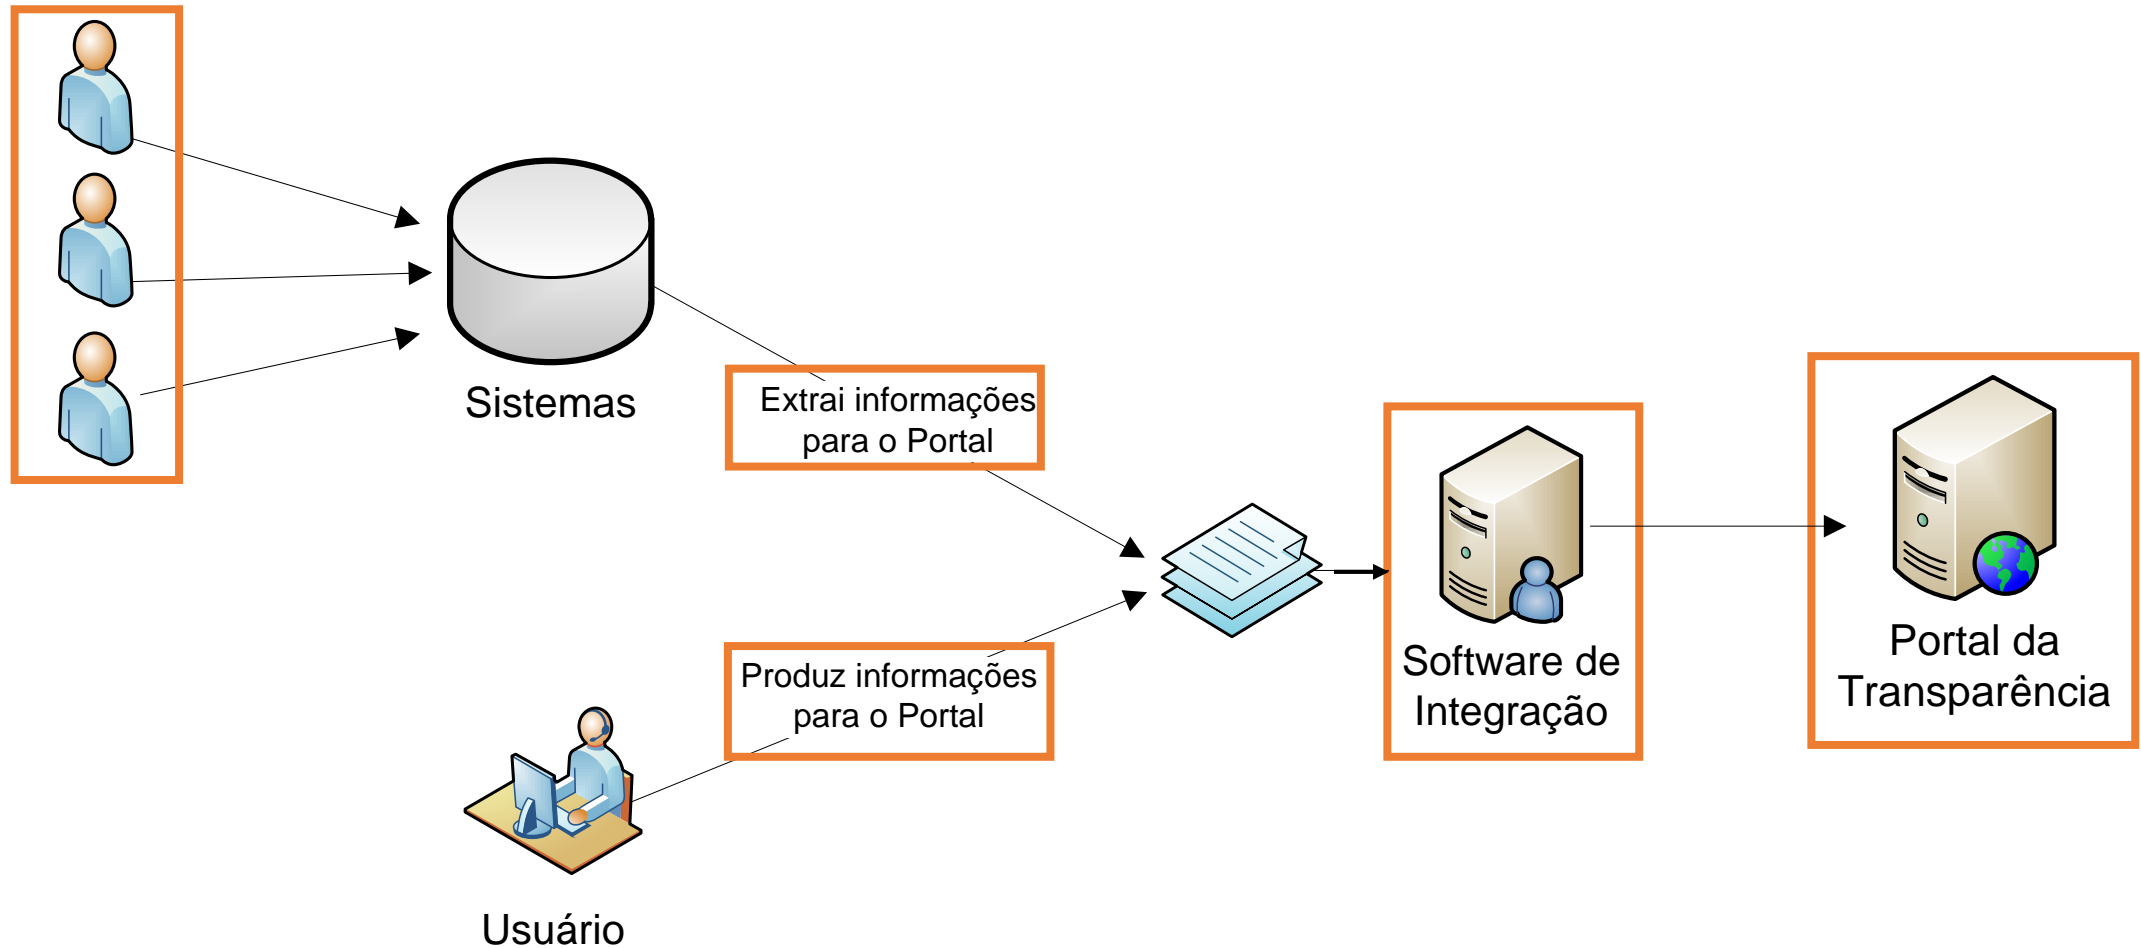 Sistemas
Extrai informações
para o Portal
Produz informações
para o Portal
Usuário
Software de
Integração
Portal da
Transparência